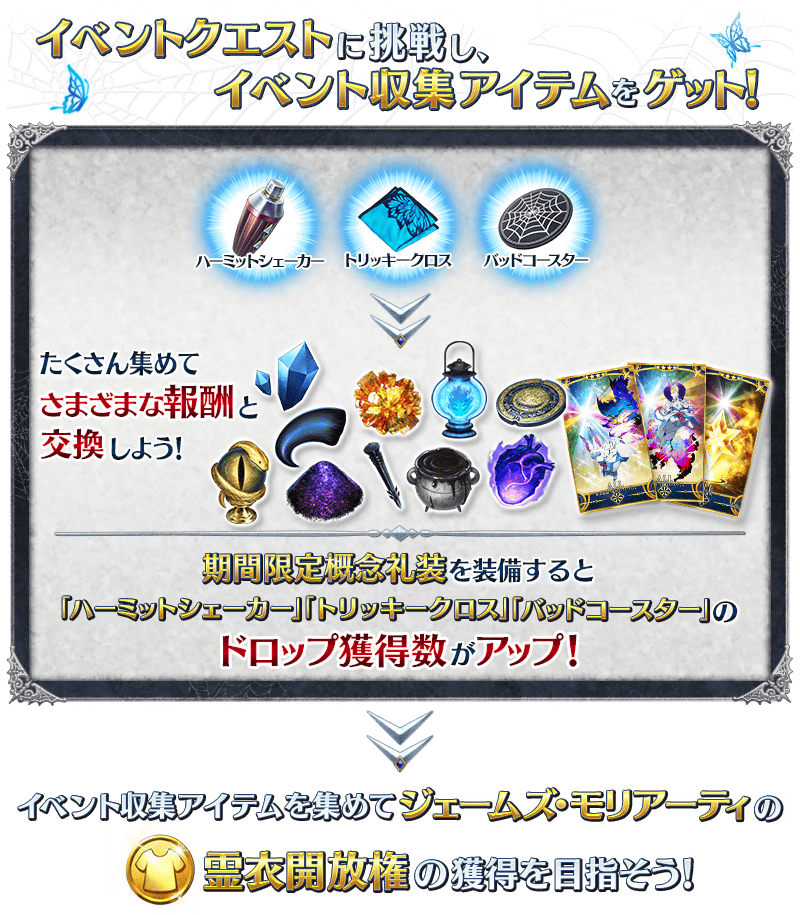 イベントクエストに挑戦し、
イベント収集アイテムをゲット!
ハーミットシェーカー トリッキークロス バッドコースター
たくさん集めて
さまざまな報酬と
交換しよう!
期間限定概念礼装を装備すると
「ハーミットシェーカー」「トリッキークロス」「バッドコースター」の
ドロップ獲得数がアップ!
イベント収集アイテムを集めてジェームズ・モリアーティの
霊衣開放権の獲得を目指そう!